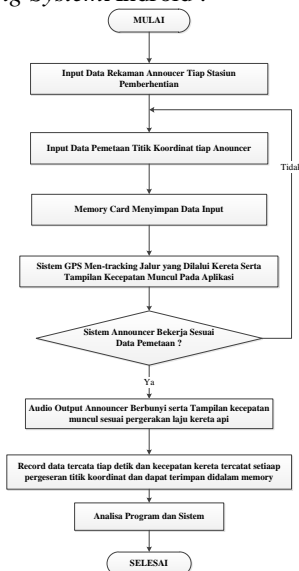 ng System Android .
MULAI
Input Data Rekaman Annoucer Tiap Stasiun
Pemberhentian
Input Data Pemetaan Titik Koordinat tiap Anouncer
Tidak
Memory Card Menyimpan Data Input
Sistem GPS Men-tracking Jalur yang Dilalui Kereta Serta
Tampilan Kecepatan Muncul Pada Aplikasi
Sistem Announcer Bekerja Sesuai
Data Pemetaan ?
Ya
Audio Output Announcer Berbunyi serta Tampilan kecepatan
muncul sesuai pergerakan laju kereta api
Record data tercata tiap detik dan kecepatan kereta tercatat setiaap
pergeseran titik koordinat dan dapat terimpan didalam memory
Analisa Program dan Sistem
SELESAI